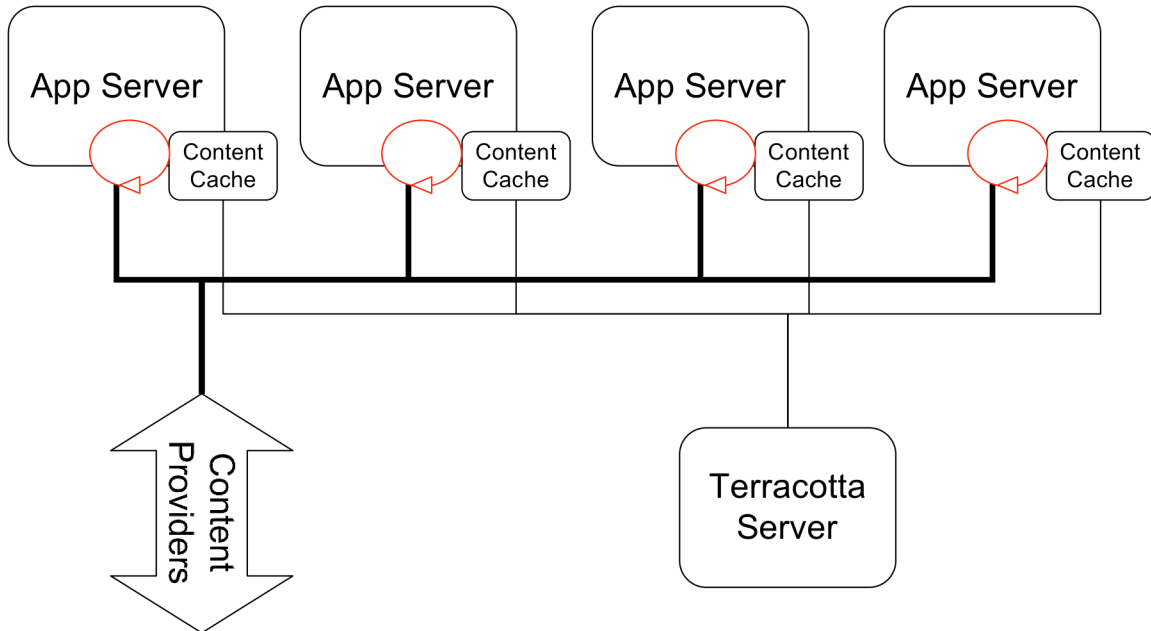 App Server
Content
Cache
App Server
Content
Cache
App Server
Content
Cache
App Server
Content
Cache
Content
Providers
Terracotta
Server